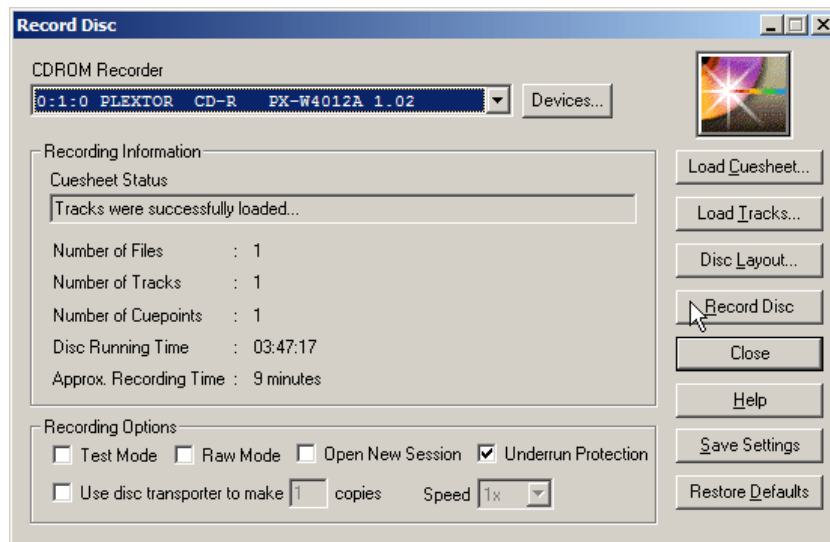 Record Disc
CDROM Recorder
0:1:0 PLEXTOR CD-R PX-W4012A 1.02
Devices...
Recording Information
Cuesheet Status
Tracks were successfully loaded...
Number of Files : 1
Number of Tracks : 1
Number of Cuepoints : 1
Disc Running Time : 03:47:17
Approx. Recording Time : 9 minutes
Recording Options
Test Mode Raw Mode Open New Session Underrun Protection
Use disc transporter to make 1 copies Speed 1x
Load Cuesheet...
Load Tracks...
Disc Layout...
Record Disc
Close
Help
Save Settings
Restore Defaults